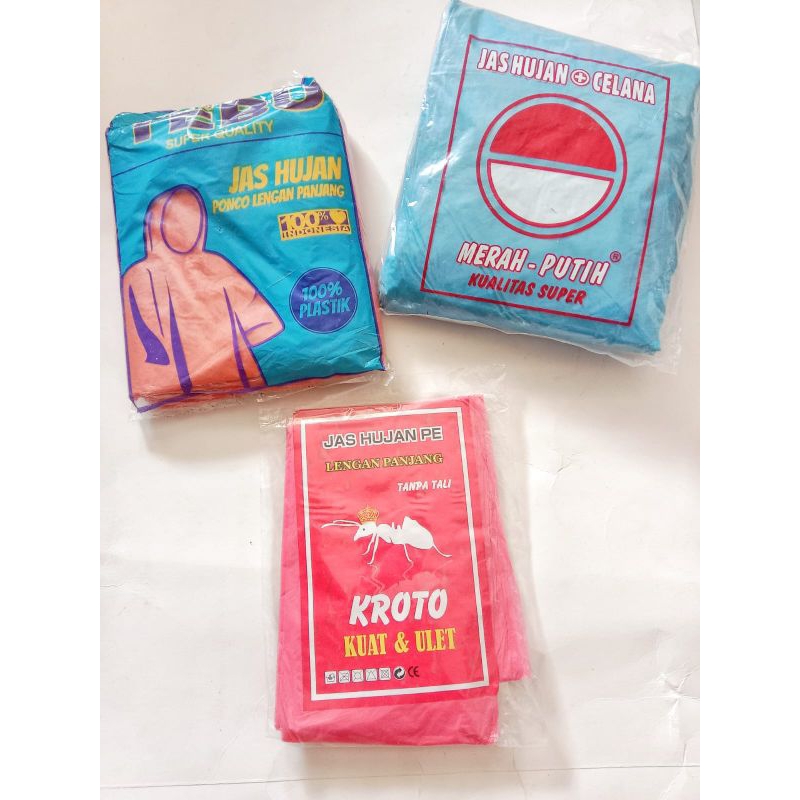 SUPER QUALITY
JAS HUJAN
PONCO LENGAN PANJANG
100%
INDONESIA
100%
PLASTIK
JAS HUJAN + CELANA
MERAH - PUTIH ®
KUALITAS SUPER
JAS HUJAN PE
LENGAN PANJANG
TANPA TALI
KROTO
KUAT & ULET
CE